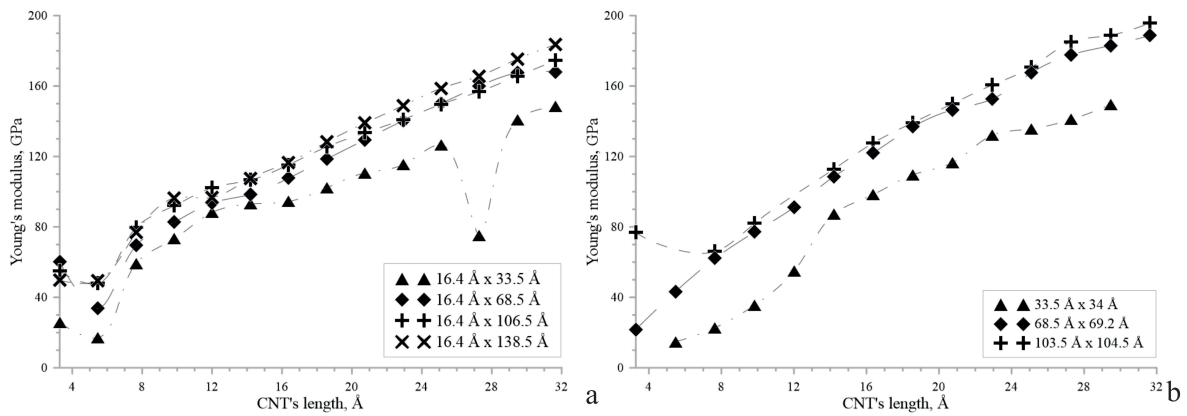 200
160
120
80
40
0
Young's modulus, GPa
16.4 Å x 33.5 Å
16.4 Å x 68.5 Å
16.4 Å x 106.5 Å
16.4 Å x 138.5 Å
4 8 12 16 20 24 28 32
CNT's length, Å
a
200
160
120
80
40
0
Young's modulus, GPa
33.5 Å x 34 Å
68.5 Å x 69.2 Å
103.5 Å x 104.5 Å
4 8 12 16 20 24 28 32
CNT's length, Å
b